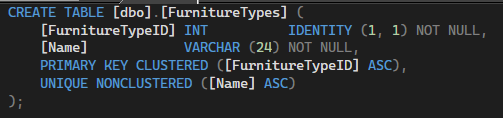 CREATE TABLE [dbo].[FurnitureTypes] (
    [FurnitureTypeID] INT          IDENTITY (1, 1) NOT NULL,
    [Name]            VARCHAR (24) NOT NULL,
    PRIMARY KEY CLUSTERED ([FurnitureTypeID] ASC),
    UNIQUE NONCLUSTERED ([Name] ASC)
);